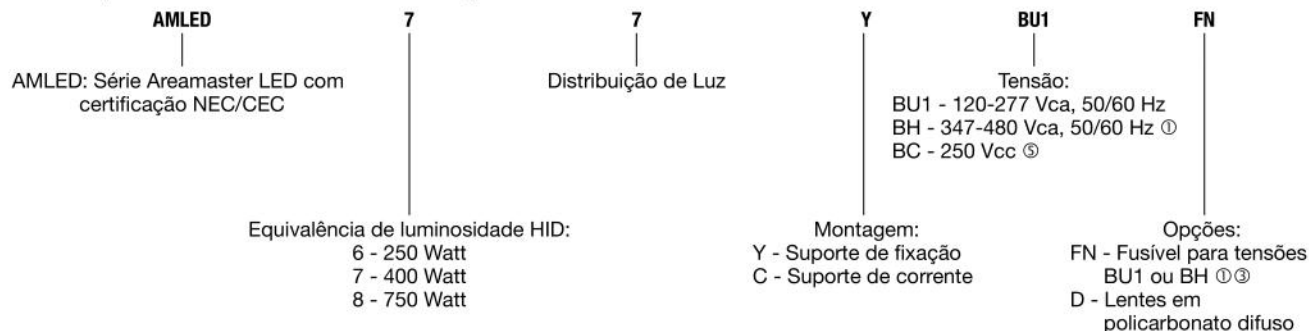 AMLED 7 7 Y BU1 FN
AMLED: Série Areamaster LED com
certificação NEC/CEC
Distribuição de Luz
Tensão:
BU1 - 120-277 Vca, 50/60 Hz
BH - 347-480 Vca, 50/60 Hz ①
BC - 250 Vcc ⑤
Equivalência de luminosidade HID:
6 - 250 Watt
7 - 400 Watt
8 - 750 Watt
Montagem:
Y - Suporte de fixação
C - Suporte de corrente
Opções:
FN - Fusível para tensões
BU1 ou BH ①③
D - Lentes em
policarbonato difuso